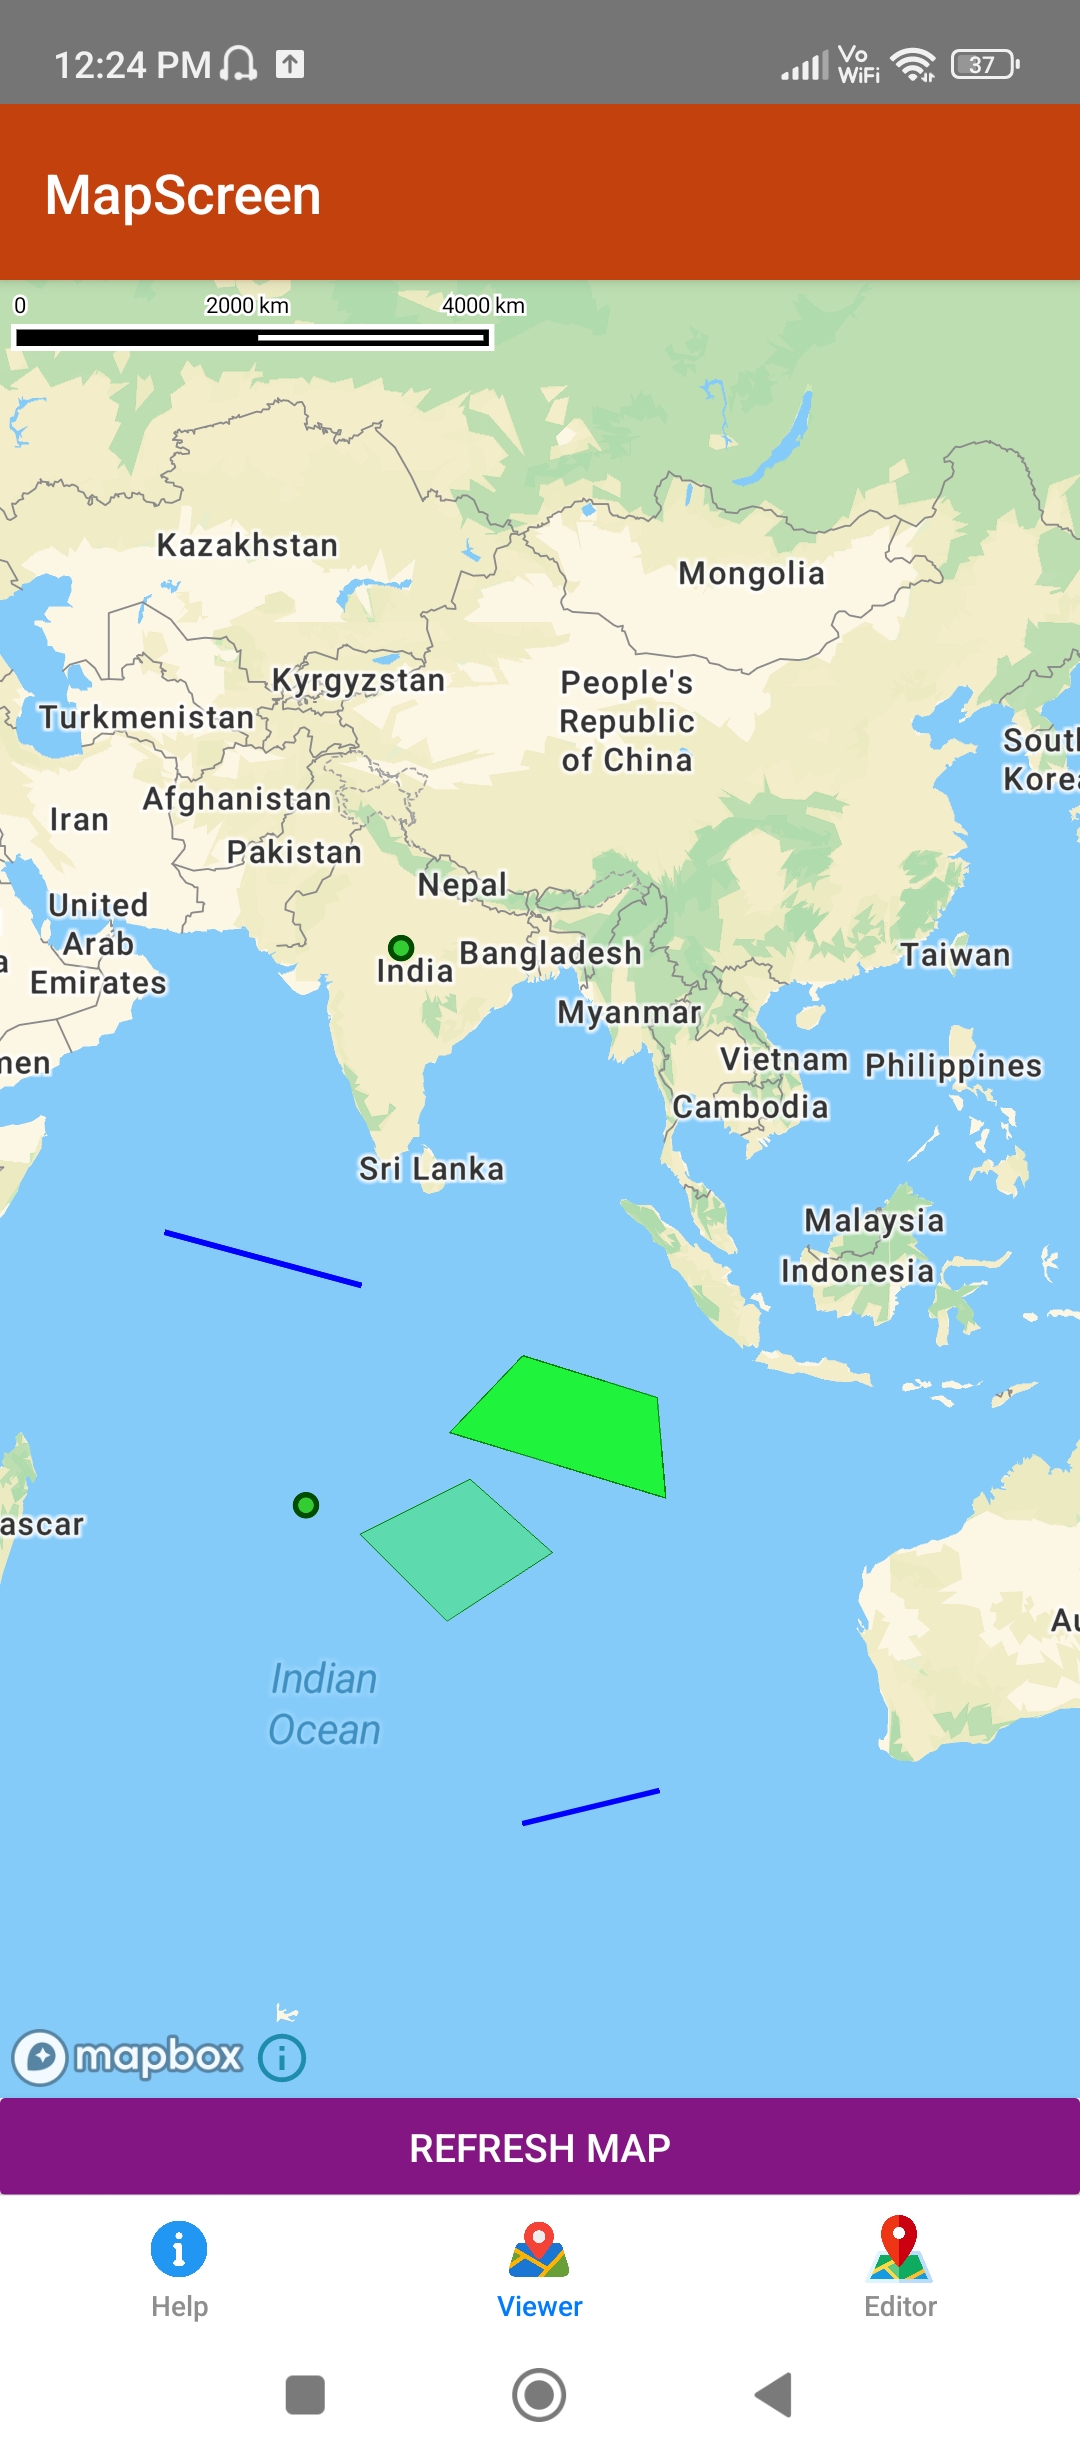 12:24 PM
Vo
WiFi
37
MapScreen
0 2000 km 4000 km
Kazakhstan
Mongolia
Kyrgyzstan
People's
Republic
of China
Turkmenistan
South
Korea
Afghanistan
Iran
Pakistan
Nepal
United
Arab
Emirates
Bangladesh
Taiwan
India
Myanmar
men
Vietnam
Philippines
Cambodia
Sri Lanka
Malaysia
Indonesia
ascar
Au
Indian
Ocean
mapbox
REFRESH MAP
Help
Viewer
Editor